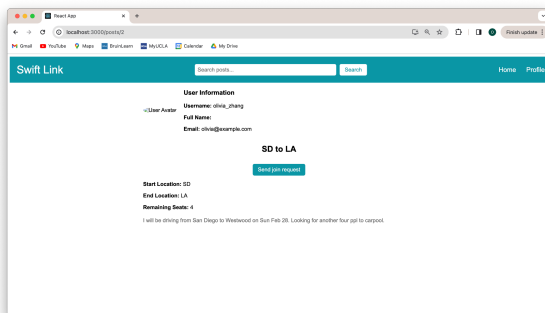 React App
localhost:3000/posts/2
Finish update
Gmail YouTube Maps BruinLearn MyUCLA Calendar My Drive
Swift Link Search posts... Search Home Profile
User Information
User Avatar
Username: olivia_zhang
Full Name:
Email: olivia@example.com
SD to LA
Send join request
Start Location: SD
End Location: LA
Remaining Seats: 4
I will be driving from San Diego to Westwood on Sun Feb 28. Looking for another four ppl to carpool.